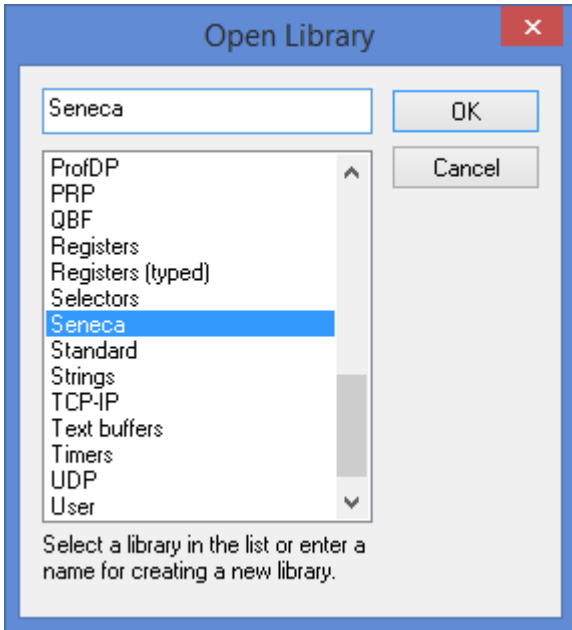 Open Library
Seneca
OK
Cancel
ProfDP
PRP
QBF
Registers
Registers (typed)
Selectors
Seneca
Standard
Strings
TCP-IP
Text buffers
Timers
UDP
User
Select a library in the list or enter a
name for creating a new library.